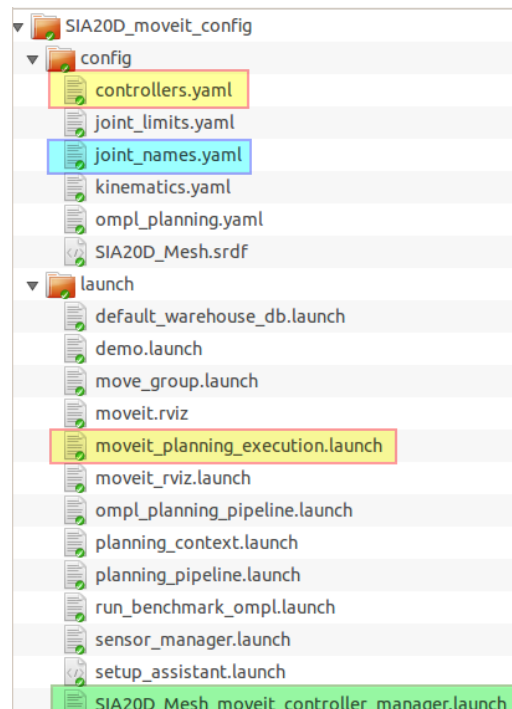 SIA20D_moveit_config
config
controllers.yaml
joint_limits.yaml
joint_names.yaml
kinematics.yaml
ompl_planning.yaml
SIA20D_Mesh.srdf
launch
default_warehouse_db.launch
demo.launch
move_group.launch
moveit.rviz
moveit_planning_execution.launch
moveit_rviz.launch
ompl_planning_pipeline.launch
planning_context.launch
planning_pipeline.launch
run_benchmark_ompl.launch
sensor_manager.launch
setup_assistant.launch
SIA20D_Mesh_moveit_controller_manager.launch